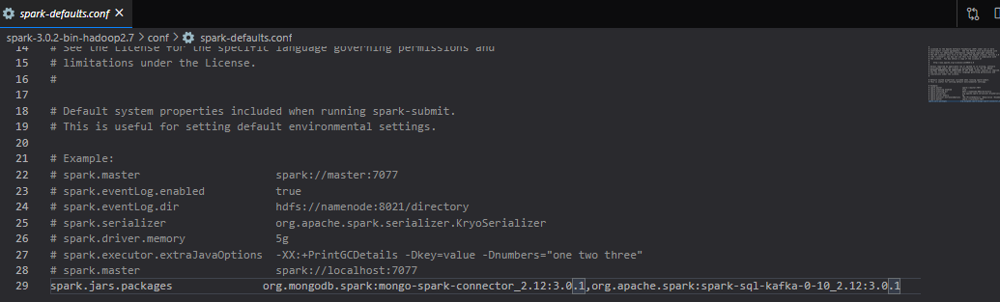 spark-defaults.conf ×
spark-3.0.2-bin-hadoop2.7 > conf > spark-defaults.conf
14 # See the License for the specific language governing permissions and
15 # limitations under the License.
16 #
17
18 # Default system properties included when running spark-submit.
19 # This is useful for setting default environmental settings.
20
21 # Example:
22 # spark.master                     spark://master:7077
23 # spark.eventLog.enabled           true
24 # spark.eventLog.dir               hdfs://namenode:8021/directory
25 # spark.serializer                 org.apache.spark.serializer.KryoSerializer
26 # spark.driver.memory              5g
27 # spark.executor.extraJavaOptions  -XX:+PrintGCDetails -Dkey=value -Dnumbers="one two three"
28 # spark.master                     spark://localhost:7077
29 spark.jars.packages              org.mongodb.spark:mongo-spark-connector_2.12:3.0.1,org.apache.spark:spark-sql-kafka-0-10_2.12:3.0.1